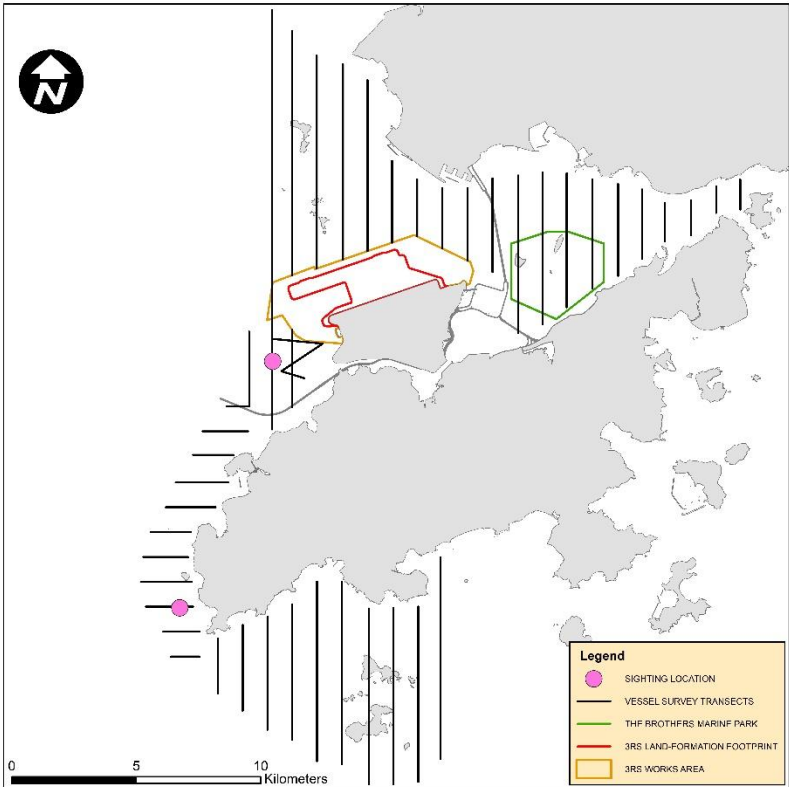 N
0 5 10
Kilometers
Legend
SIGHTING LOCATION
VESSEL SURVEY TRANSECTS
THE BROTHERS MARINE PARK
3RS LAND-FORMATION FOOTPRINT
3RS WORKS AREA